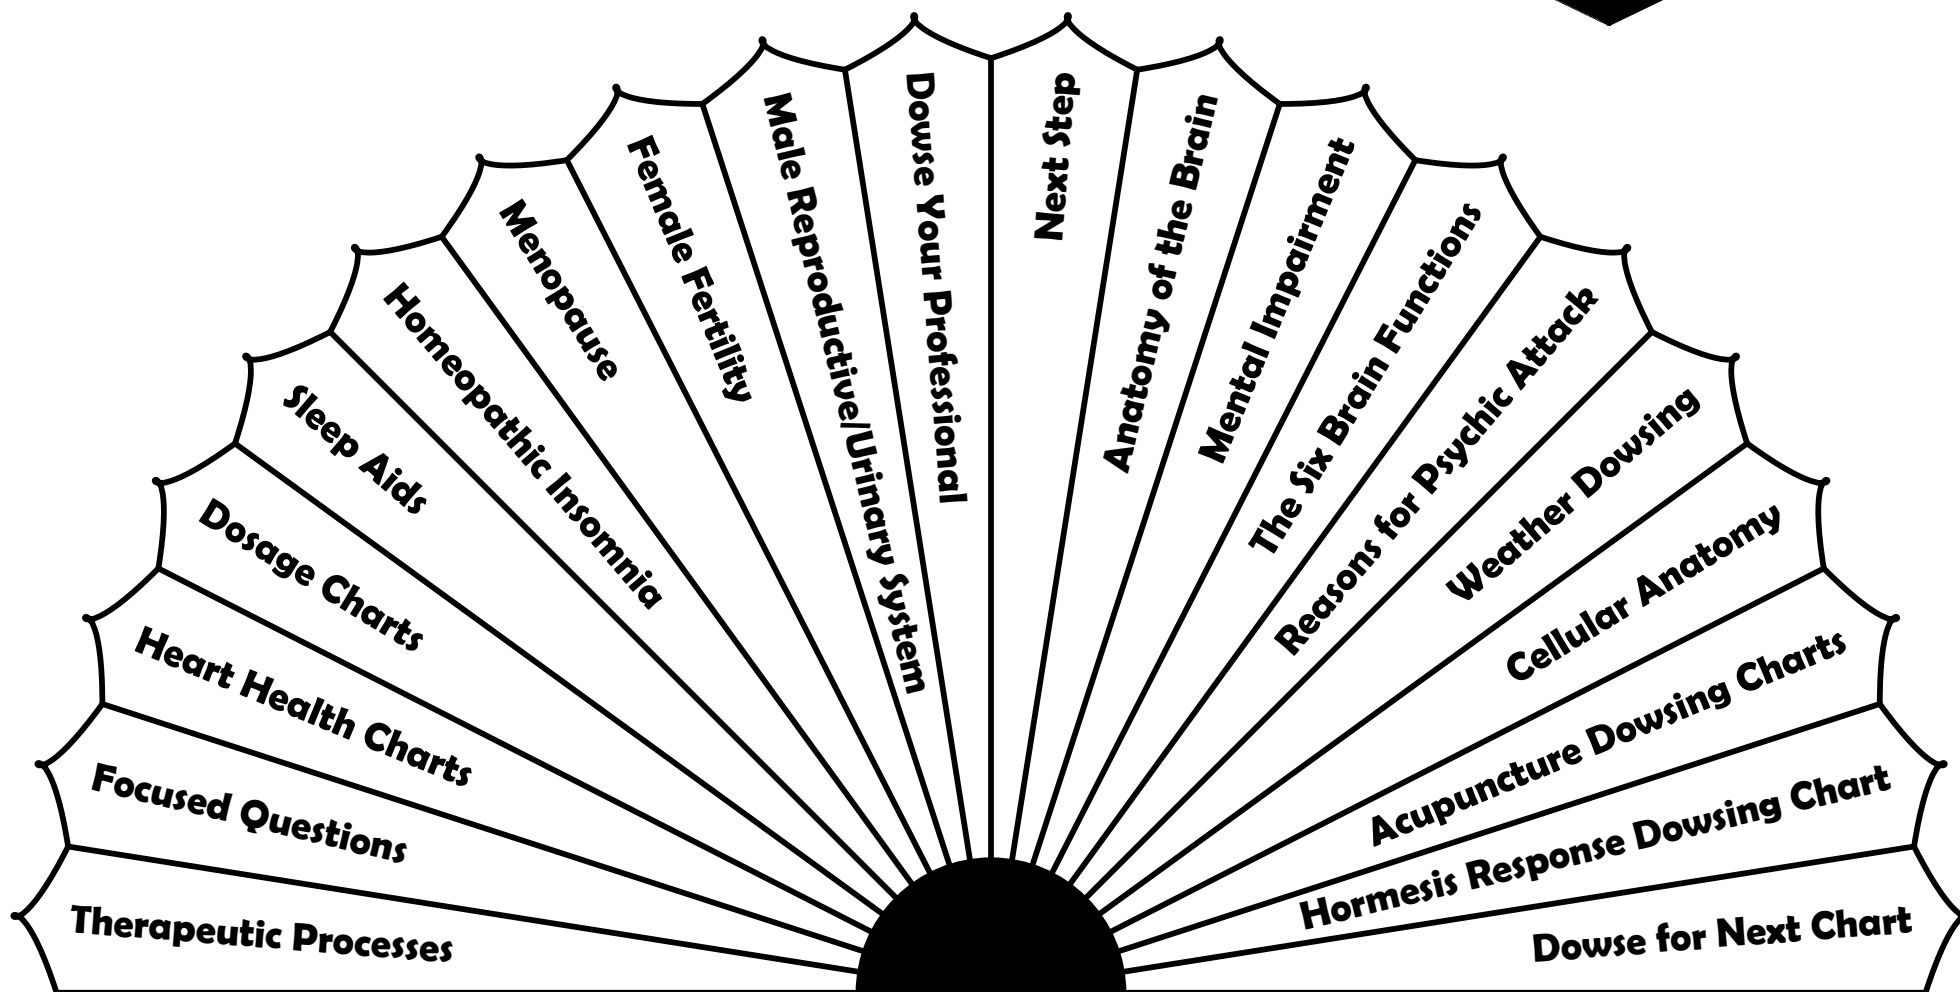 Therapeutic Processes
Focused Questions
Heart Health Charts
Dosage Charts
Sleep Aids
Homeopathic Insomnia
Menopause
Female Fertility
Male Reproductive/Urinary System
Dowse Your Professional
Next Step
Anatomy of the Brain
Mental Impairment
The Six Brain Functions
Reasons for Psychic Attack
Weather Dowsing
Cellular Anatomy
Acupuncture Dowsing Charts
Hormesis Response Dowsing Chart
Dowse for Next Chart